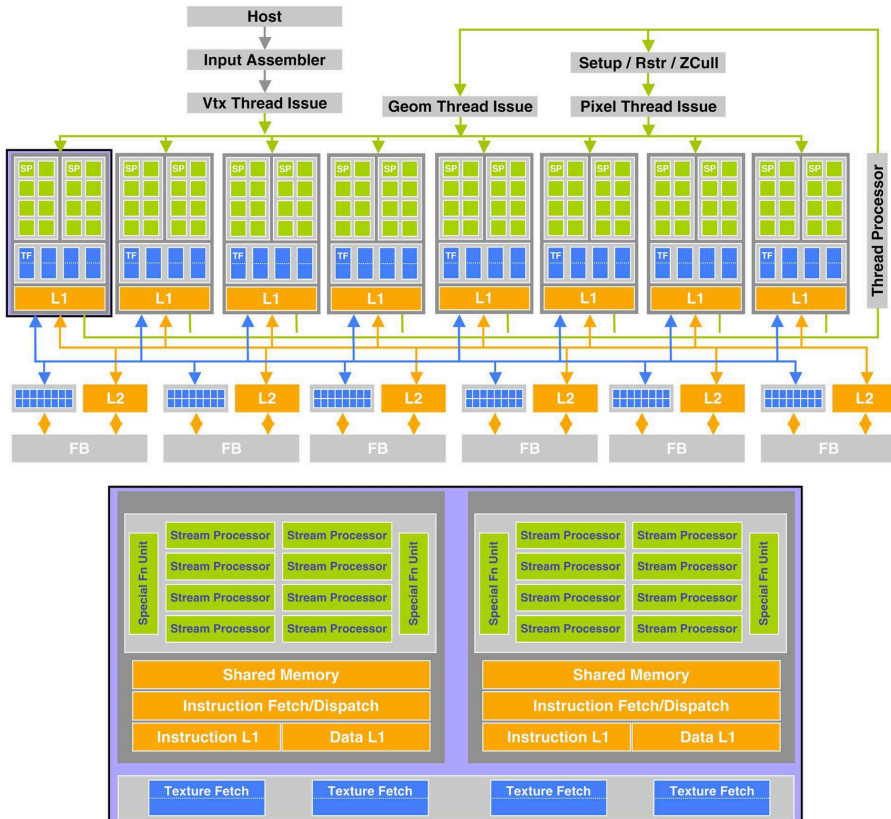 Host
Input Assembler
Setup / Rstr / ZCull
Vtx Thread Issue
Geom Thread Issue
Pixel Thread Issue
Thread Processor
SP SP SP SP SP SP SP SP SP SP SP SP SP SP SP SP
TF TF TF TF TF TF TF TF
L1 L1 L1 L1 L1 L1 L1 L1
L2 L2 L2 L2 L2 L2
FB FB FB FB FB FB
Special Fn Unit
Stream Processor Stream Processor
Stream Processor Stream Processor
Stream Processor Stream Processor
Stream Processor Stream Processor
Special Fn Unit
Shared Memory
Instruction Fetch/Dispatch
Instruction L1 Data L1
Special Fn Unit
Stream Processor Stream Processor
Stream Processor Stream Processor
Stream Processor Stream Processor
Stream Processor Stream Processor
Special Fn Unit
Shared Memory
Instruction Fetch/Dispatch
Instruction L1 Data L1
Texture Fetch Texture Fetch Texture Fetch Texture Fetch